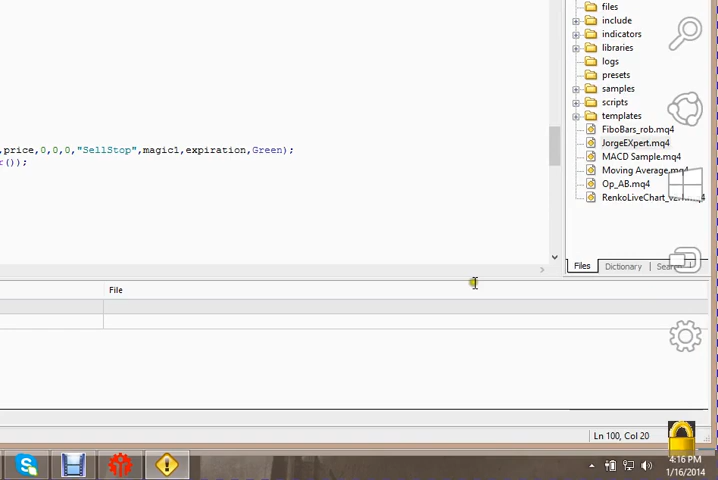 files
include
indicators
libraries
logs
presets
samples
scripts
templates
FiboBars_rob.mq4
,price,0,0,0,"SellStop",magic1,expiration,Green);
JorgeEXpert.mq4
r());
MACD Sample.mq4
Moving Average.mq4
Op_AB.mq4
Files
Dictionary
File
Ln 100, Col 20
4:16 PM
1/16/2014